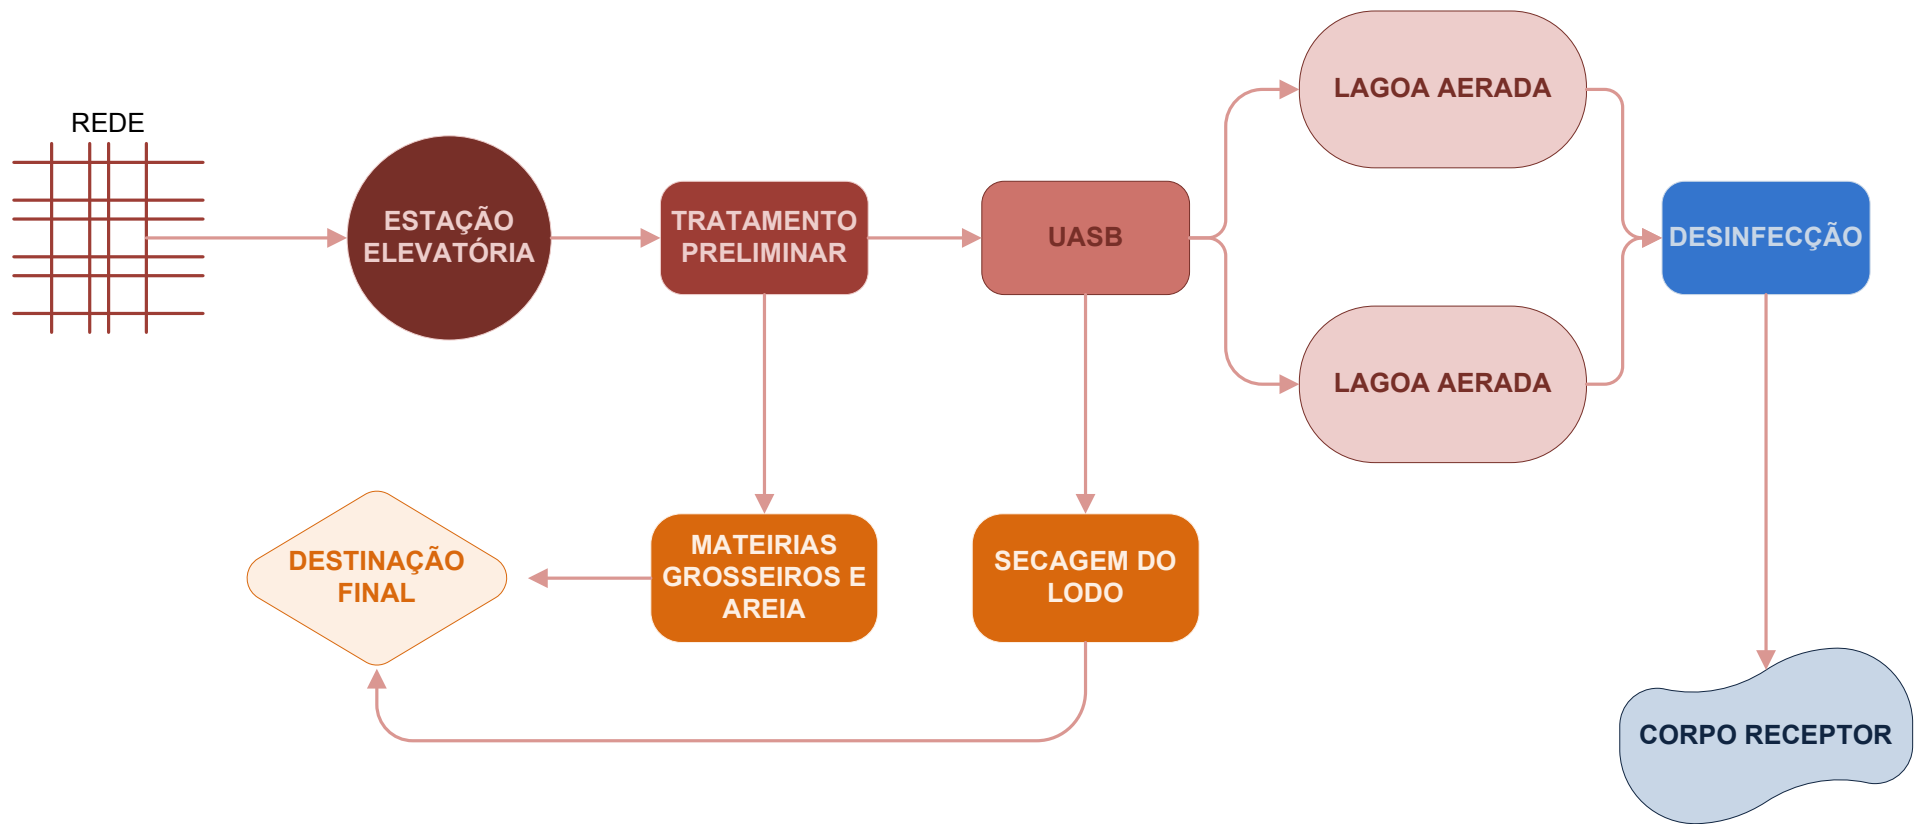 REDE
ESTAÇÃO
ELEVATÓRIA
TRATAMENTO
PRELIMINAR
UASB
LAGOA AERADA
LAGOA AERADA
DESINFECÇÃO
DESTINAÇÃO
FINAL
MATEIRIAS
GROSSEIROS E
AREIA
SECAGEM DO
LODO
CORPO RECEPTOR